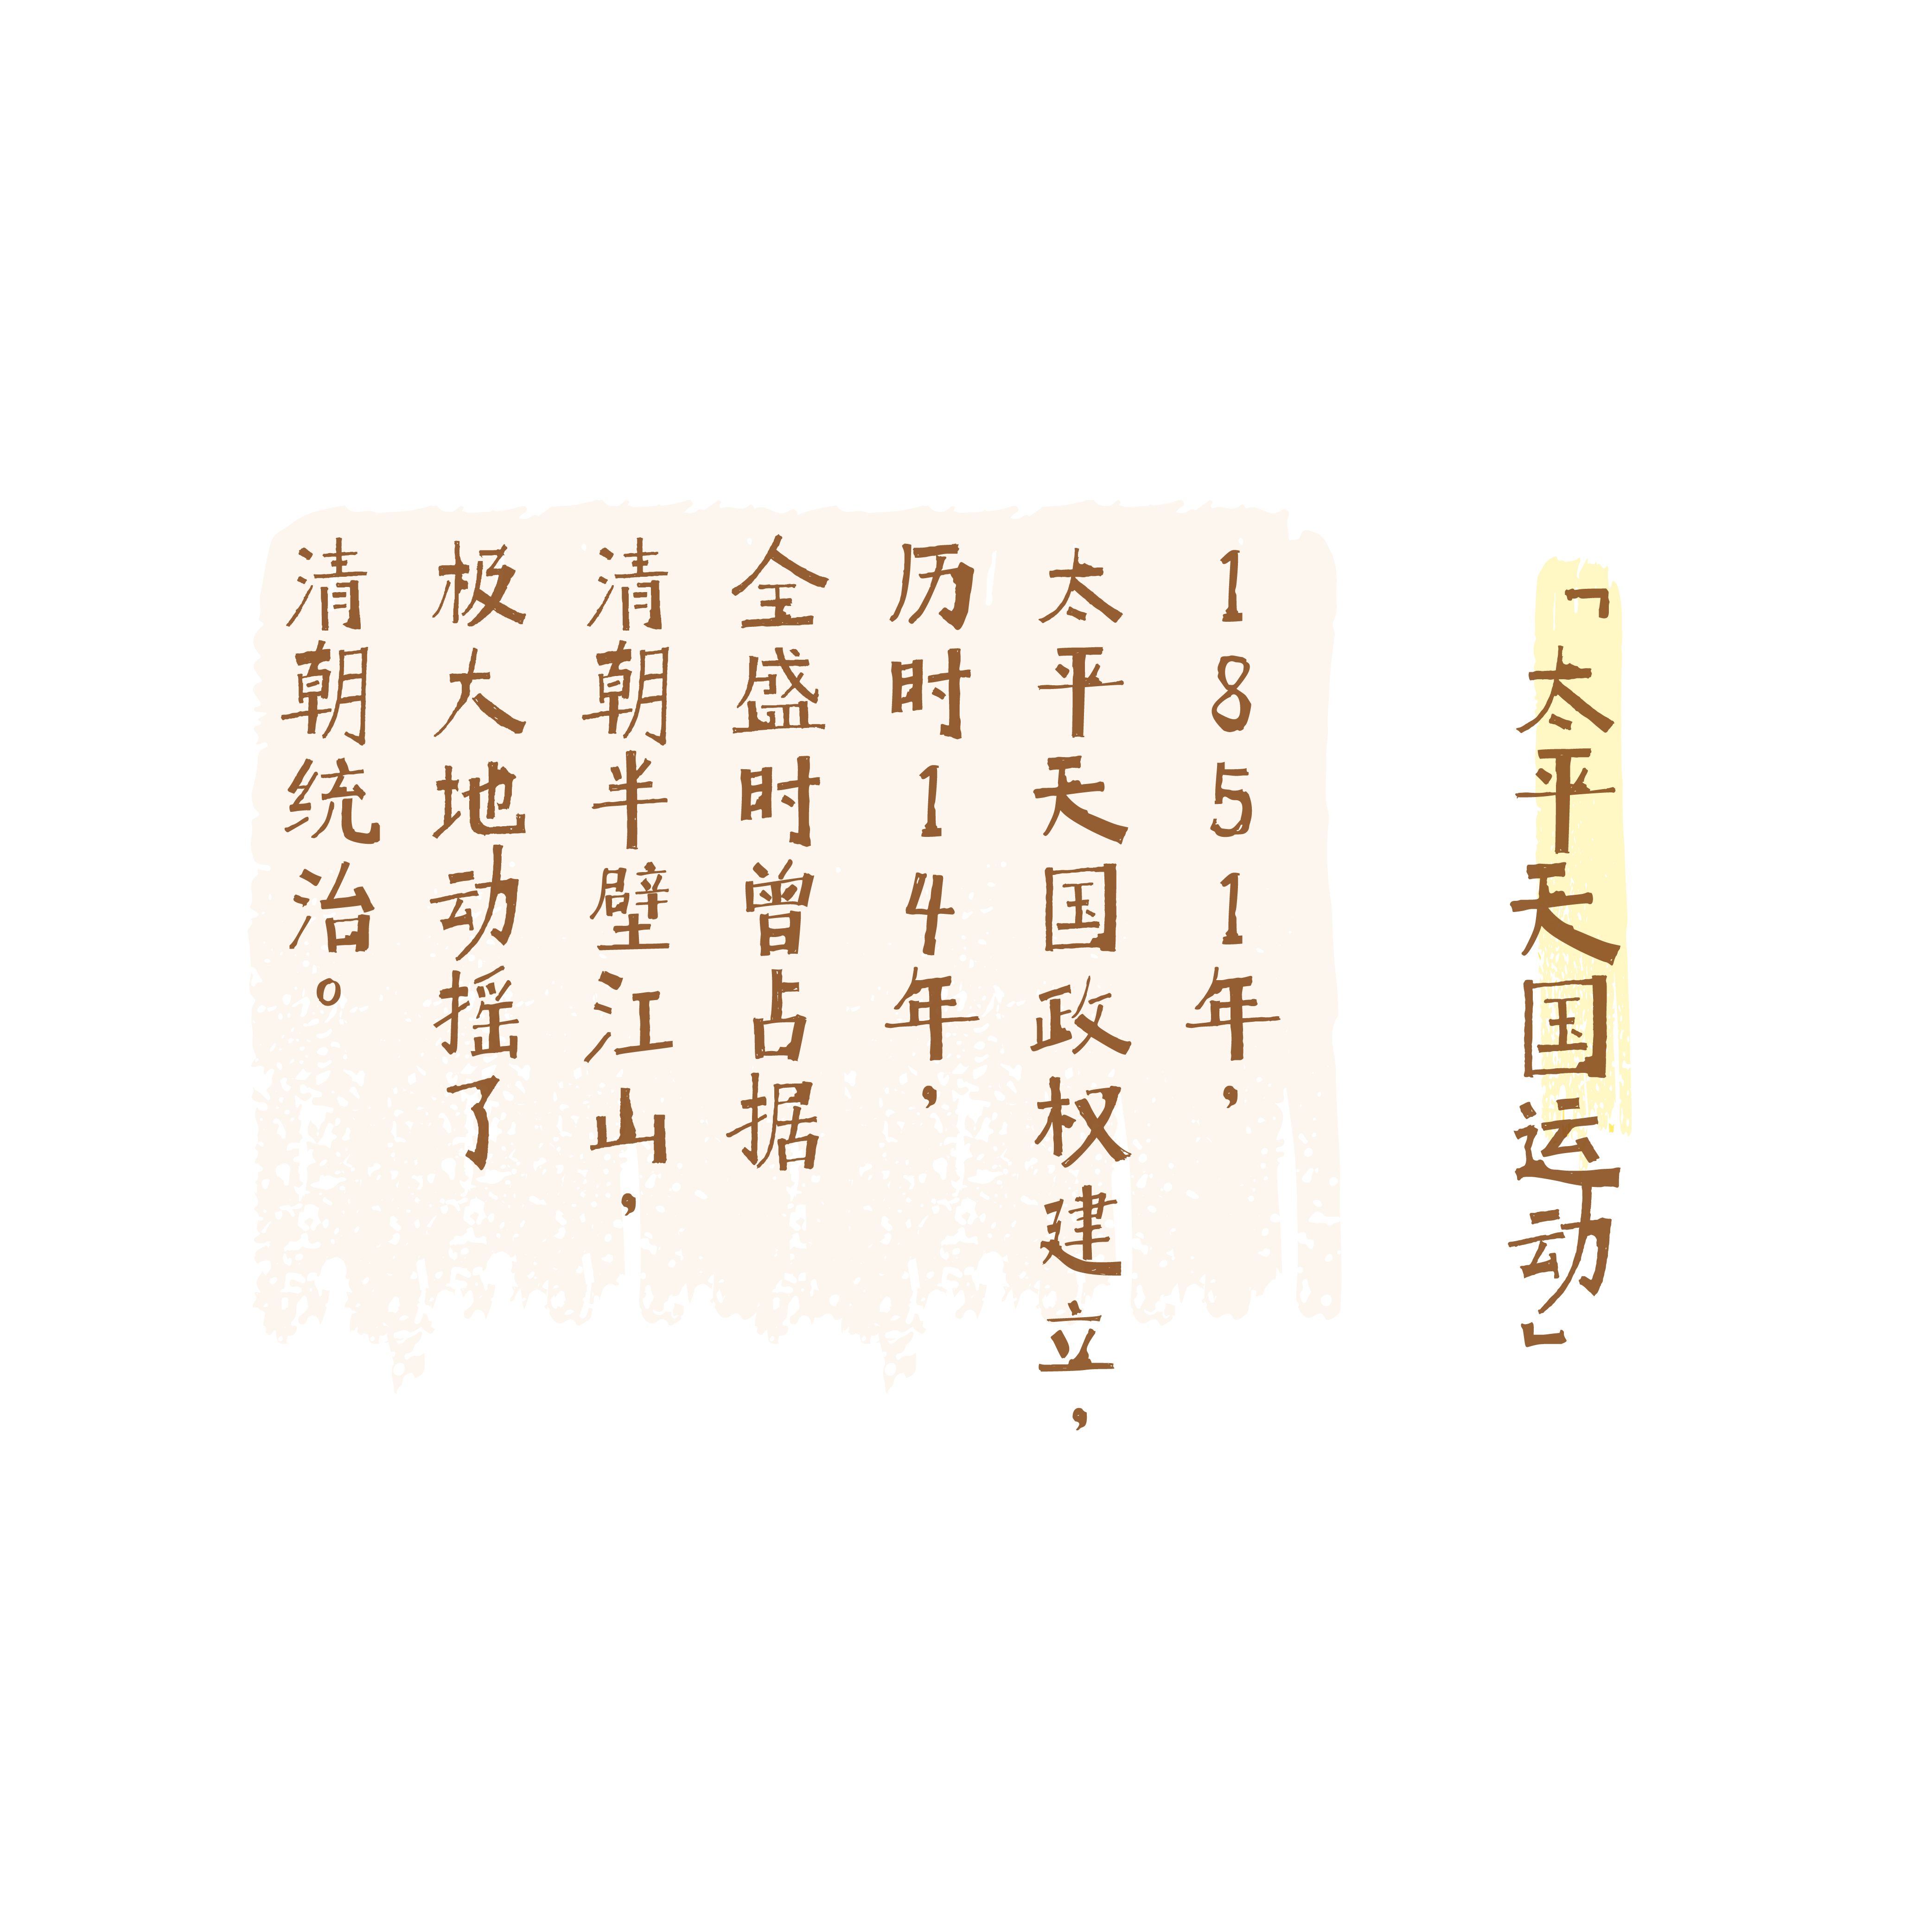 「太平天国运动」
1851年，
太平天国政权建立，
历时14年，
全盛时曾占据
清朝半壁江山，
极大地动摇了
清朝统治。